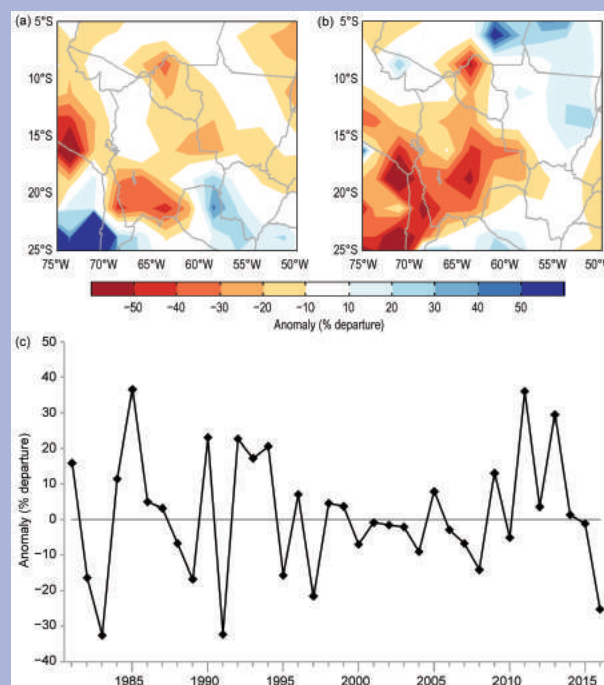 (a) (b)
5°S 5°S
10°S 10°S
15°S 15°S
20°S 20°S
25°S 25°S
75°W 70°W 65°W 60°W 55°W 50°W 75°W 70°W 65°W 60°W 55°W 50°W
−50 −40 −30 −20 −10 10 20 30 40 50
Anomaly (% departure)
(c)
Anomaly (% departure)
50
40
30
20
10
0
−10
−20
−30
−40
1985 1990 1995 2000 2005 2010 2015